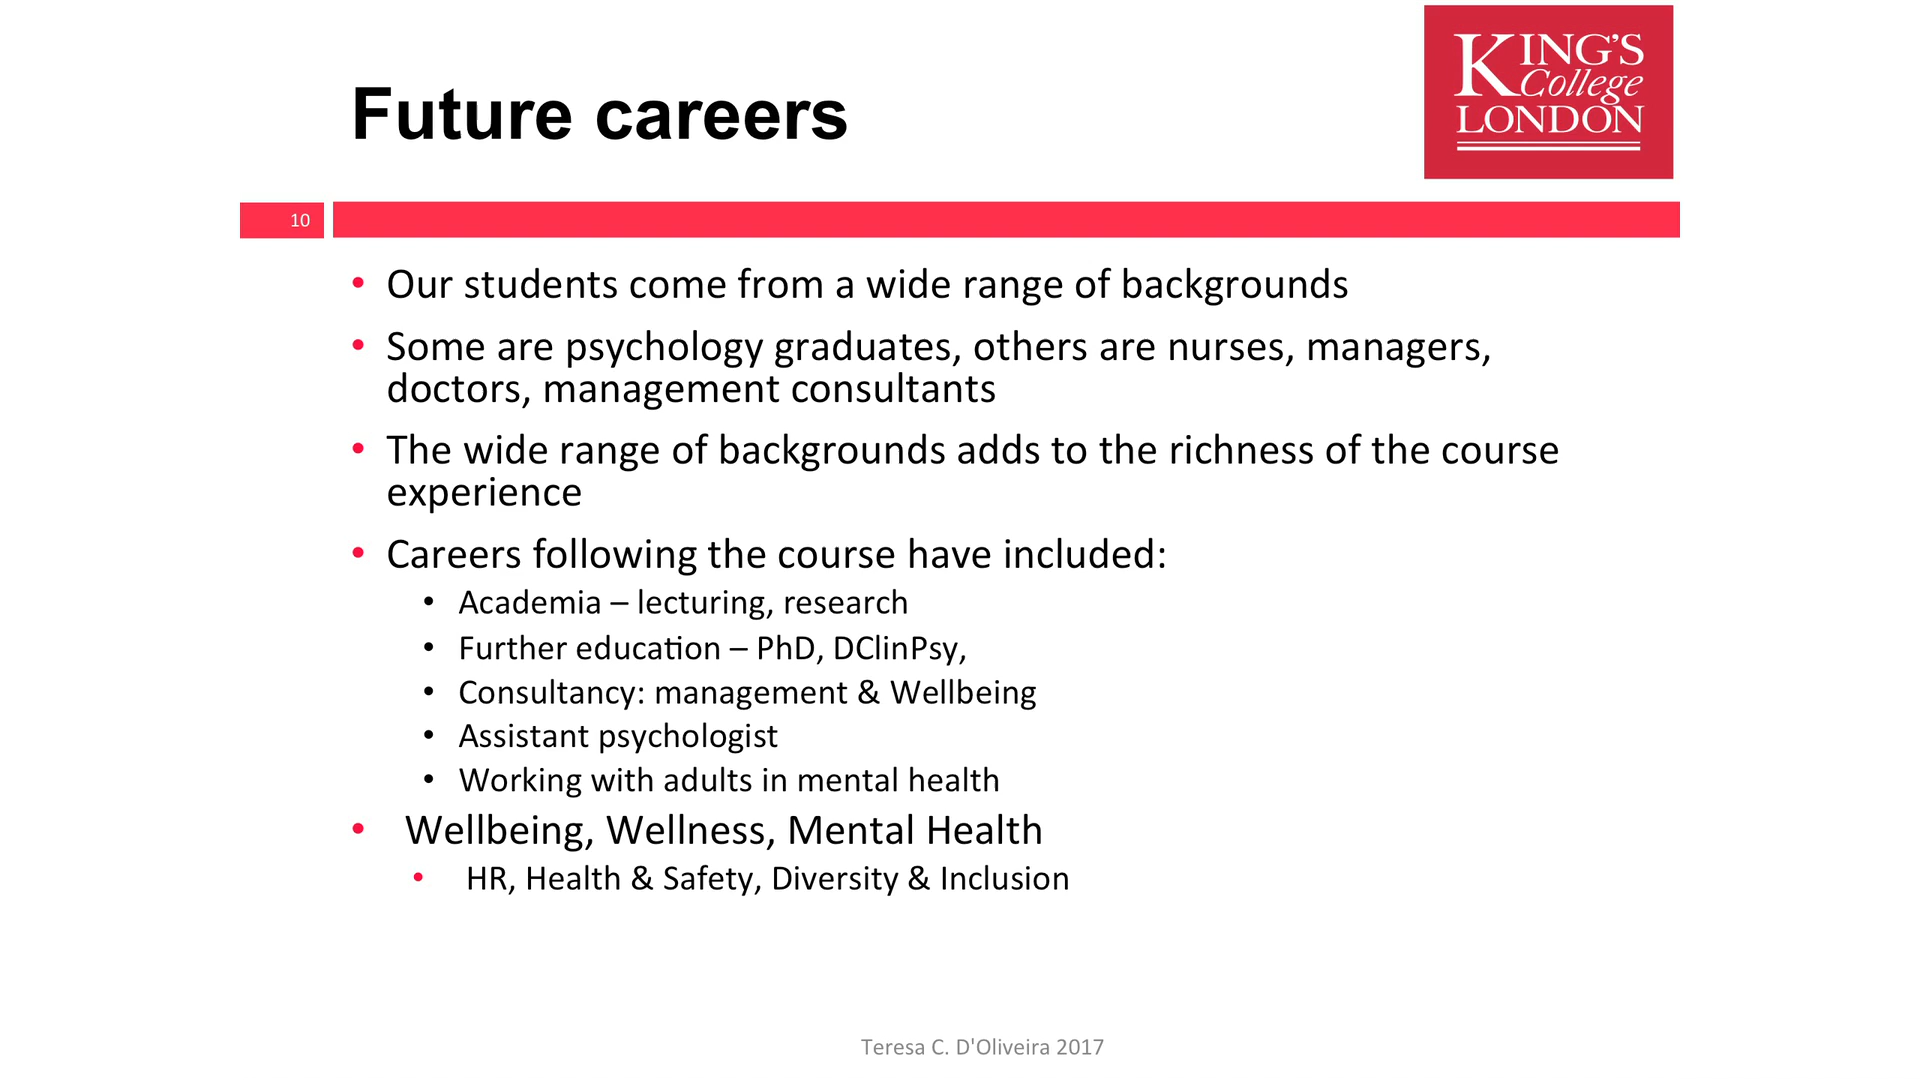 Future careers
KING'S
College
LONDON
10
• Our students come from a wide range of backgrounds
• Some are psychology graduates, others are nurses, managers,
doctors, management consultants
• The wide range of backgrounds adds to the richness of the course
experience
• Careers following the course have included:
• Academia – lecturing, research
• Further education – PhD, DClinPsy,
• Consultancy: management & Wellbeing
• Assistant psychologist
• Working with adults in mental health
• Wellbeing, Wellness, Mental Health
• HR, Health & Safety, Diversity & Inclusion
Teresa C. D'Oliveira 2017